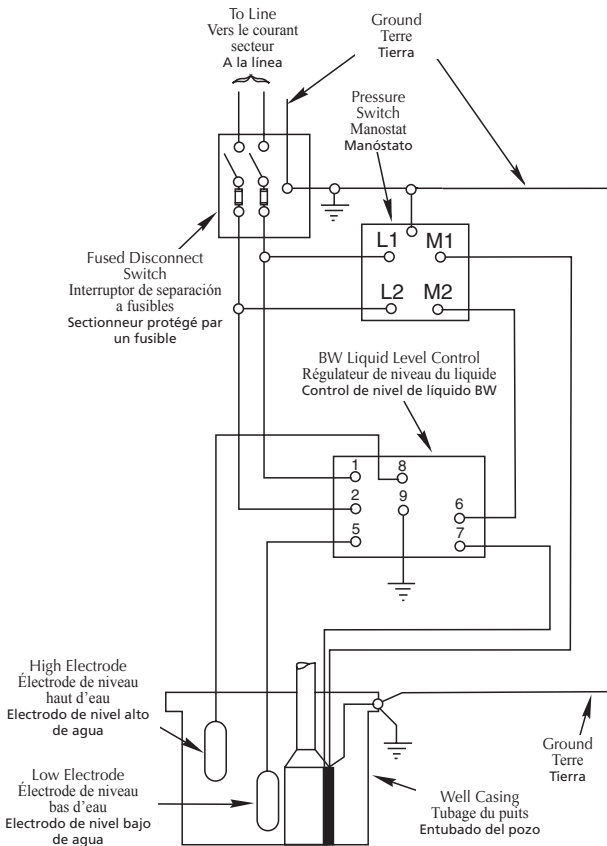 To Line
Vers le courant
secteur
A la línea
Ground
Terre
Tierra
Pressure
Switch
Manostat
Manóstato
L1 M1
L2 M2
Fused Disconnect
Switch
Interruptor de separación
a fusibles
Sectionneur protégé par
un fusible
BW Liquid Level Control
Régulateur de niveau du liquide
Control de nivel de líquido BW
1 8
2 9
6
5 7
High Electrode
Électrode de niveau
haut d'eau
Electrodo de nivel alto
de agua
Low Electrode
Électrode de niveau
bas d'eau
Electrodo de nivel bajo
de agua
Ground
Terre
Tierra
Well Casing
Tubage du puits
Entubado del pozo